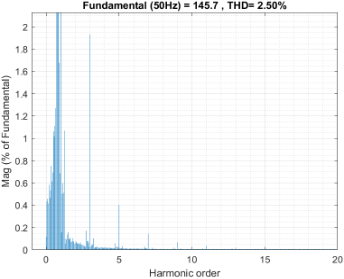 Fundamental (50Hz) = 145.7 , THD= 2.50%
2
1.8
1.6
1.4
1.2
1
0.8
0.6
0.4
0.2
0
Mag (% of Fundamental)
0 5 10 15 20
Harmonic order